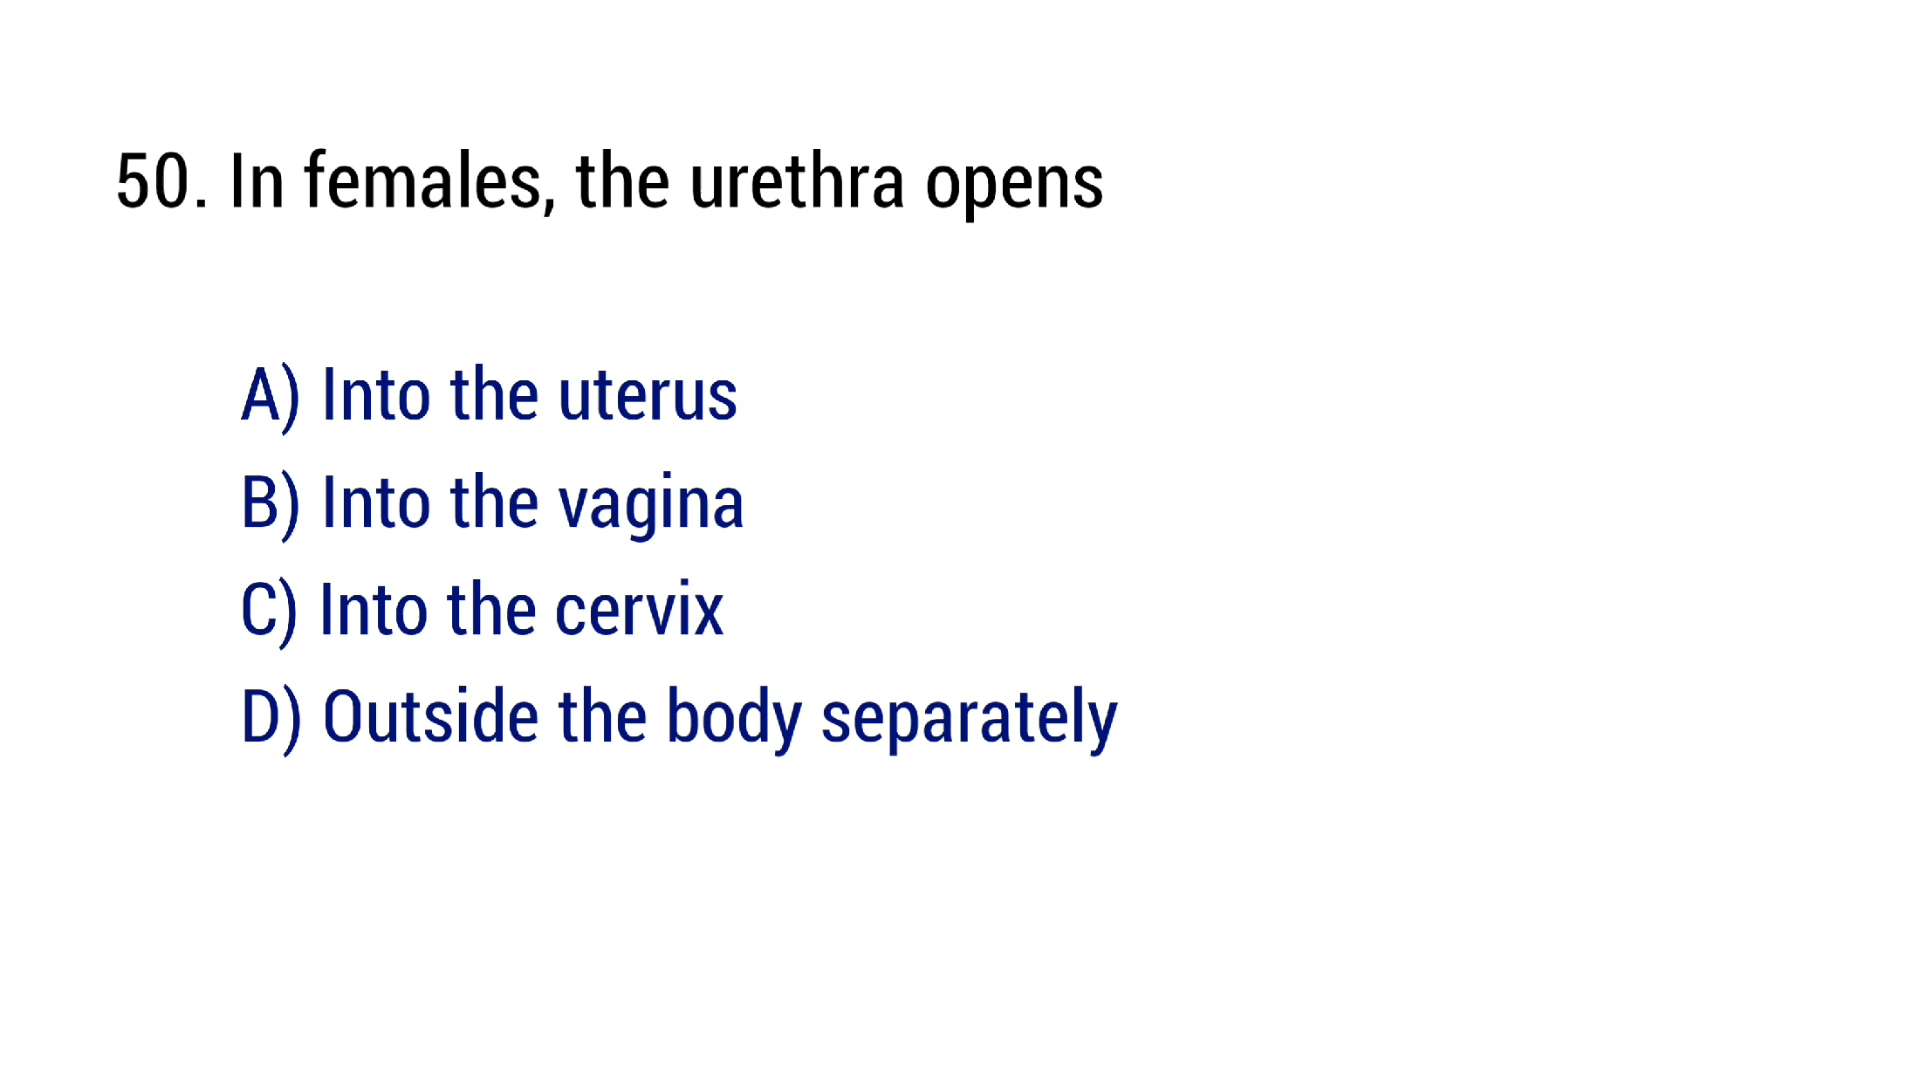 50. In females, the urethra opens
A) Into the uterus
B) Into the vagina
C) Into the cervix
D) Outside the body separately